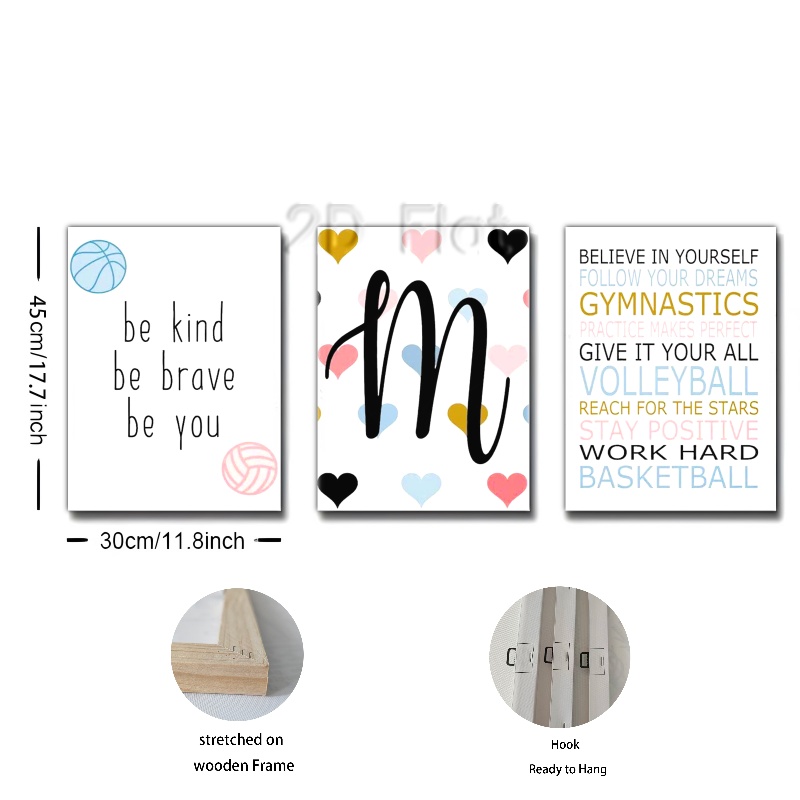 2D Flat
45cm/17.7inch
be kind
be brave
be you
30cm/11.8inch
m
BELIEVE IN YOURSELF
FOLLOW YOUR DREAMS
GYMNASTICS
PRACTICE MAKES PERFECT
GIVE IT YOUR ALL
VOLLEYBALL
REACH FOR THE STARS
STAY POSITIVE
WORK HARD
BASKETBALL
stretched on
wooden Frame
Hook
Ready to Hang